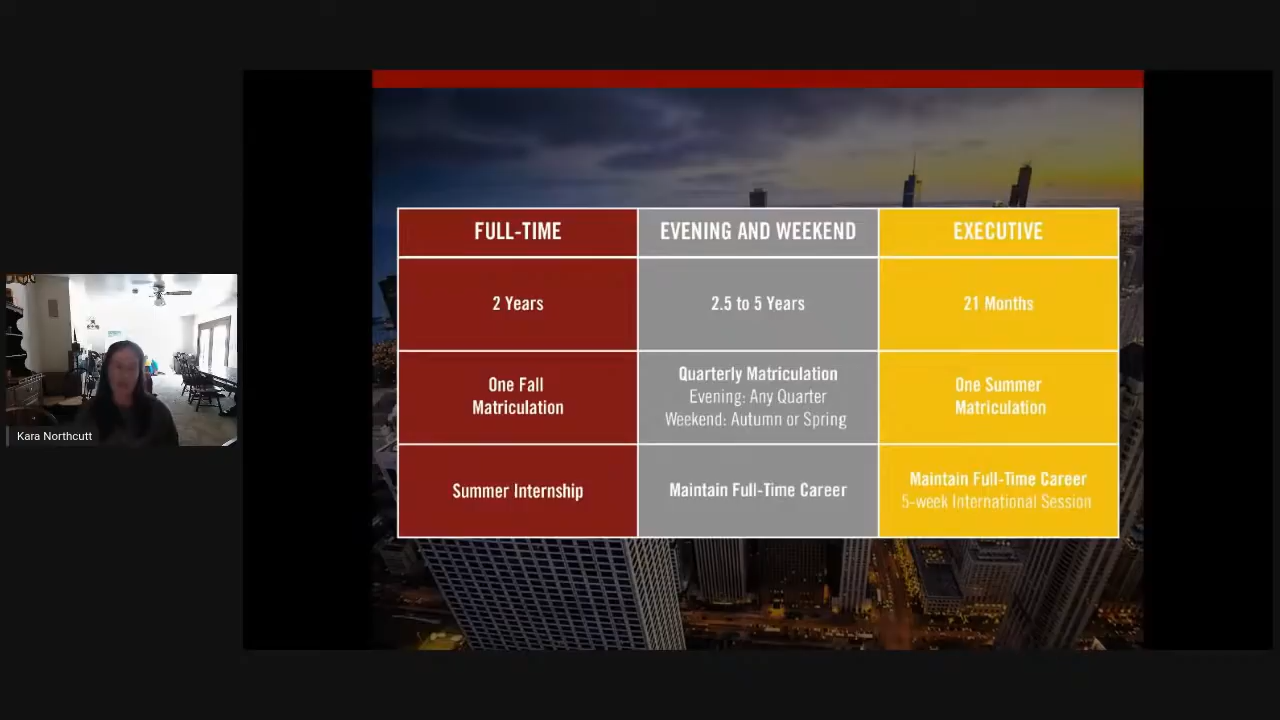 FULL-TIME
EVENING AND WEEKEND
EXECUTIVE
2 Years
2.5 to 5 Years
21 Months
One Fall
Matriculation
Quarterly Matriculation
Evening: Any Quarter
Weekend: Autumn or Spring
One Summer
Matriculation
Summer Internship
Maintain Full-Time Career
Maintain Full-Time Career
5-week International Session
Kara Northcutt